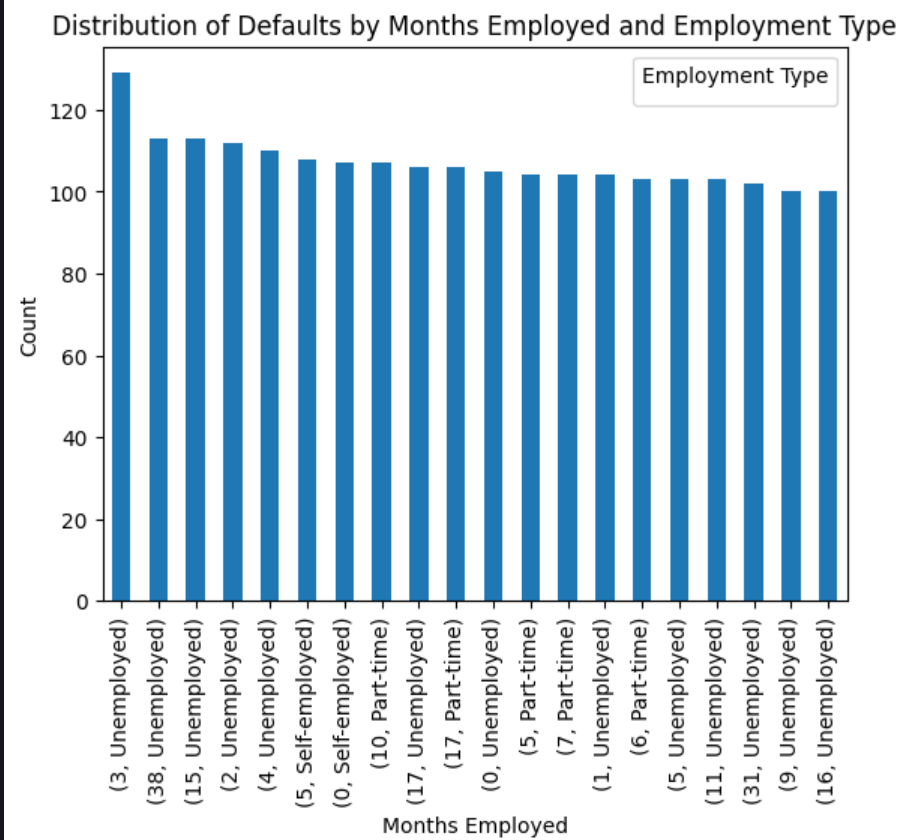 Distribution of Defaults by Months Employed and Employment Type
Employment Type
120
100
80
60
40
20
0
Count
(3, Unemployed)
(38, Unemployed)
(15, Unemployed)
(2, Unemployed)
(4, Unemployed)
(5, Self-employed)
(0, Self-employed)
(10, Part-time)
(17, Unemployed)
(17, Part-time)
(0, Unemployed)
(5, Part-time)
(7, Part-time)
(1, Unemployed)
(6, Part-time)
(5, Unemployed)
(11, Unemployed)
(31, Unemployed)
(9, Unemployed)
(16, Unemployed)
Months Employed